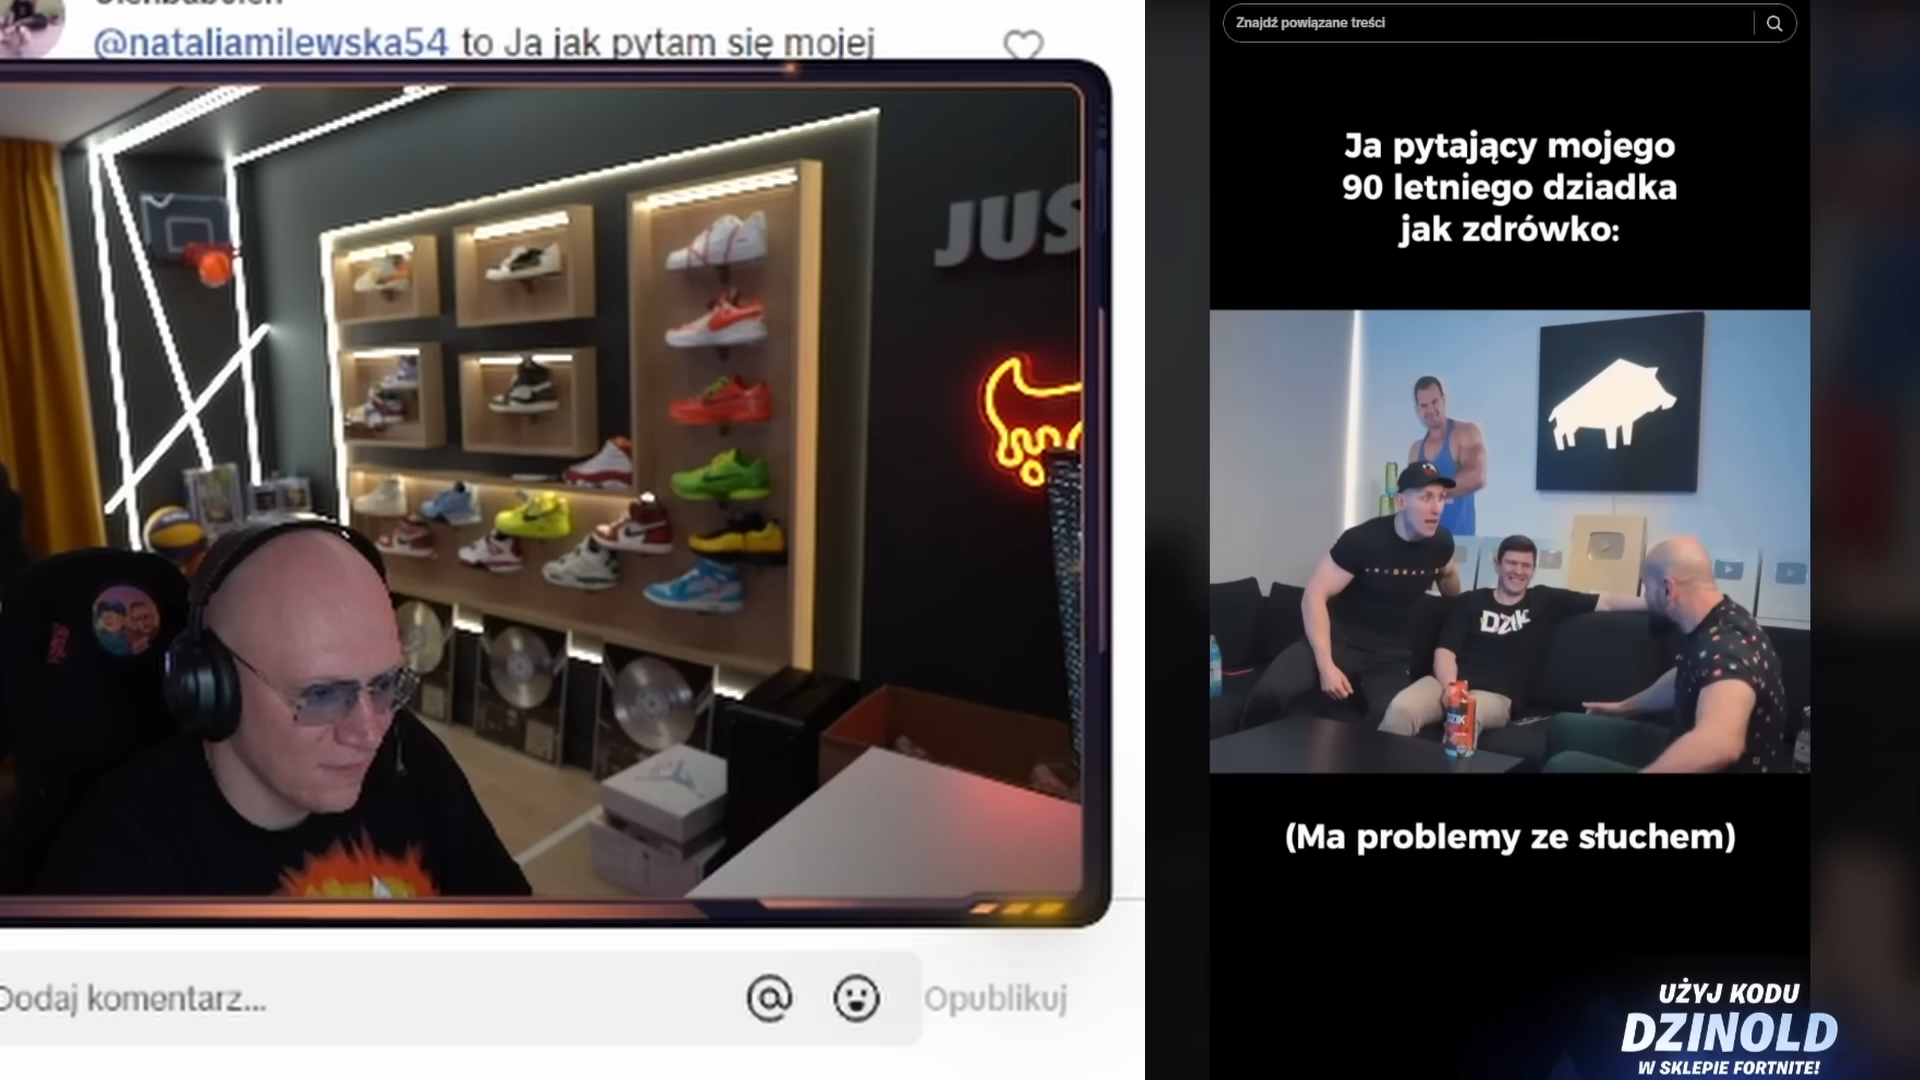 @nataliamilewska54 to Ja jak pytam się mojej
JUS
Dodaj komentarz...
Opublikuj
Znajdź powiązane treści
Ja pytający mojego
90 letniego dziadka
jak zdrówko:
DZIK
DZIK
(Ma problemy ze słuchem)
UŻYJ KODU
DZINOLD
W SKLEPIE FORTNITE!